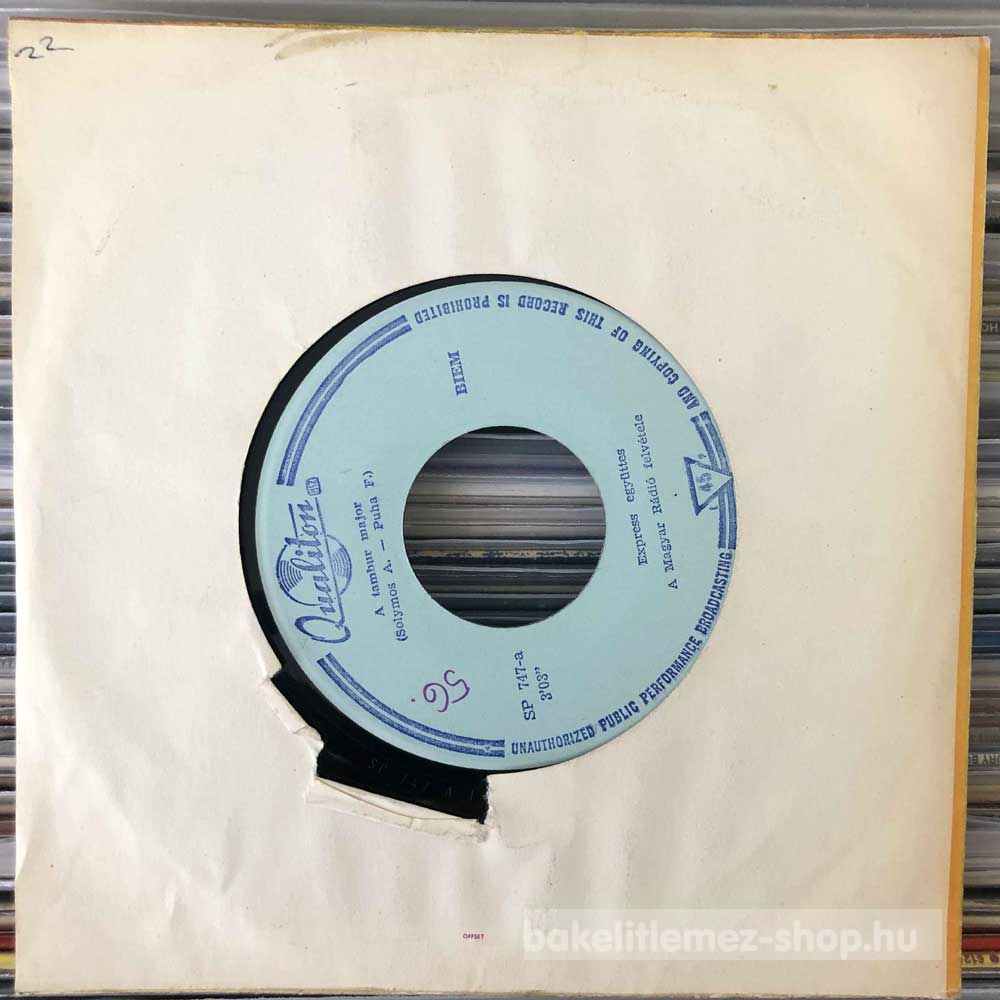 22
Qualiton
A tambur major
(Solymos A. — Puha F.)
BIEM
56.
SP 747-a
3'03"
Express együttes
A Magyar Rádió felvétele
45
UNAUTHORIZED PUBLIC PERFORMANCE BROADCASTING AND COPYING OF THIS RECORD IS PROHIBITED
OFFSET
bakelitlemez-shop.hu